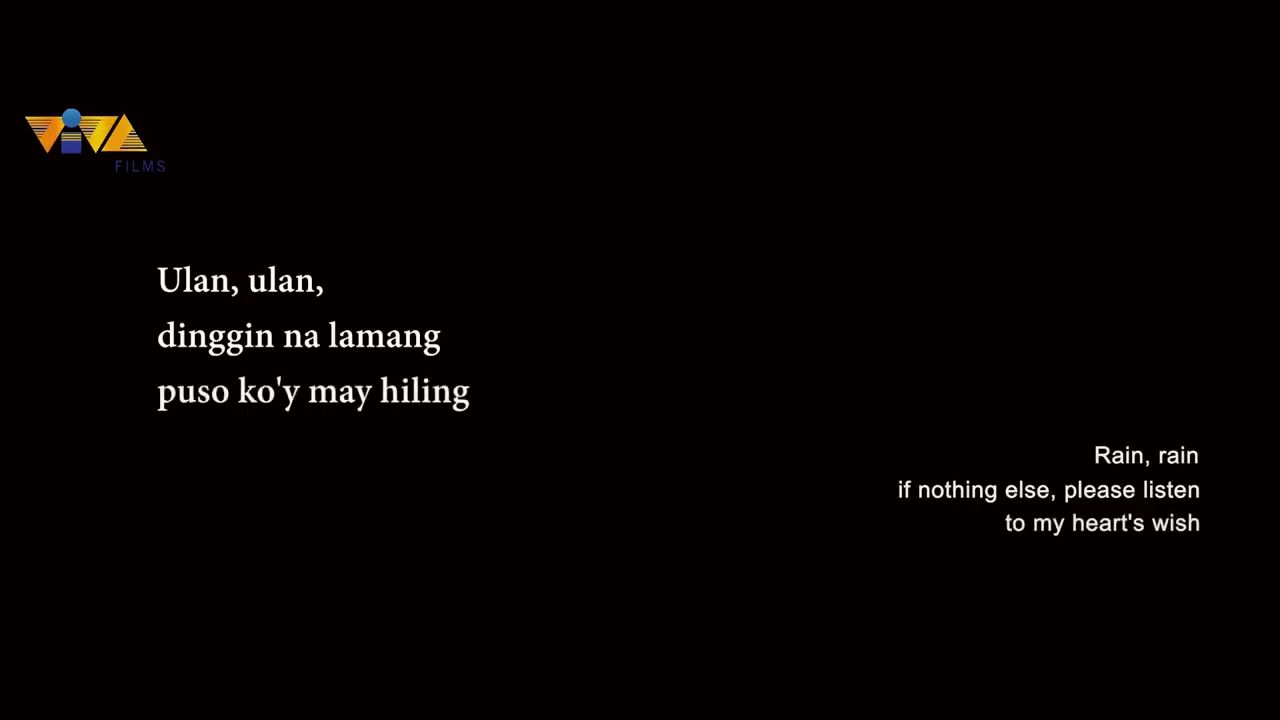 VIVA
FILMS
Ulan, ulan,
dinggin na lamang
puso ko'y may hiling
Rain, rain
if nothing else, please listen
to my heart's wish